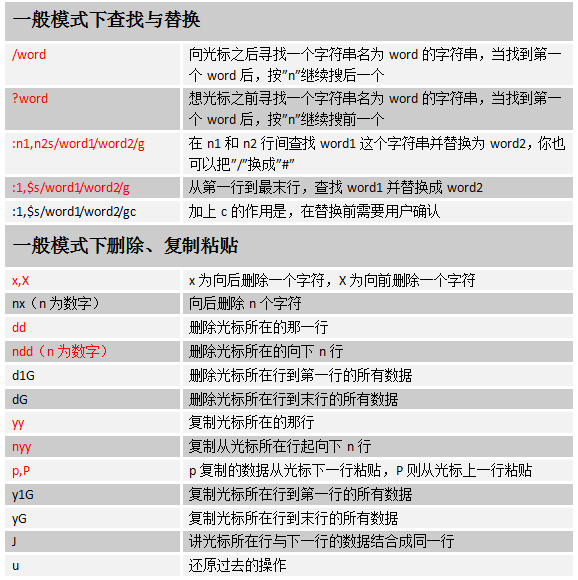 一般模式下查找与替换
/word 向光标之后寻找一个字符串名为 word 的字符串，当找到第一
个 word 后，按”n”继续搜后一个
?word 想光标之前寻找一个字符串名为 word 的字符串，当找到第一
个 word 后，按”n”继续搜前一个
:n1,n2s/word1/word2/g 在 n1 和 n2 行间查找 word1 这个字符串并替换为 word2，你也
可以把”/”换成”#”
:1,$s/word1/word2/g 从第一行到最末行，查找 word1 并替换成 word2
:1,$s/word1/word2/gc 加上 c 的作用是，在替换前需要用户确认
一般模式下删除、复制粘贴
x,X x 为向后删除一个字符，X 为向前删除一个字符
nx（n 为数字） 向后删除 n 个字符
dd 删除光标所在的那一行
ndd（n 为数字） 删除光标所在的向下 n 行
d1G 删除光标所在行到第一行的所有数据
dG 删除光标所在行到末行的所有数据
yy 复制光标所在的那行
nyy 复制从光标所在行起向下 n 行
p,P p 复制的数据从光标下一行粘贴，P 则从光标上一行粘贴
y1G 复制光标所在行到第一行的所有数据
yG 复制光标所在行到末行的所有数据
J 讲光标所在行与下一行的数据结合成同一行
u 还原过去的操作